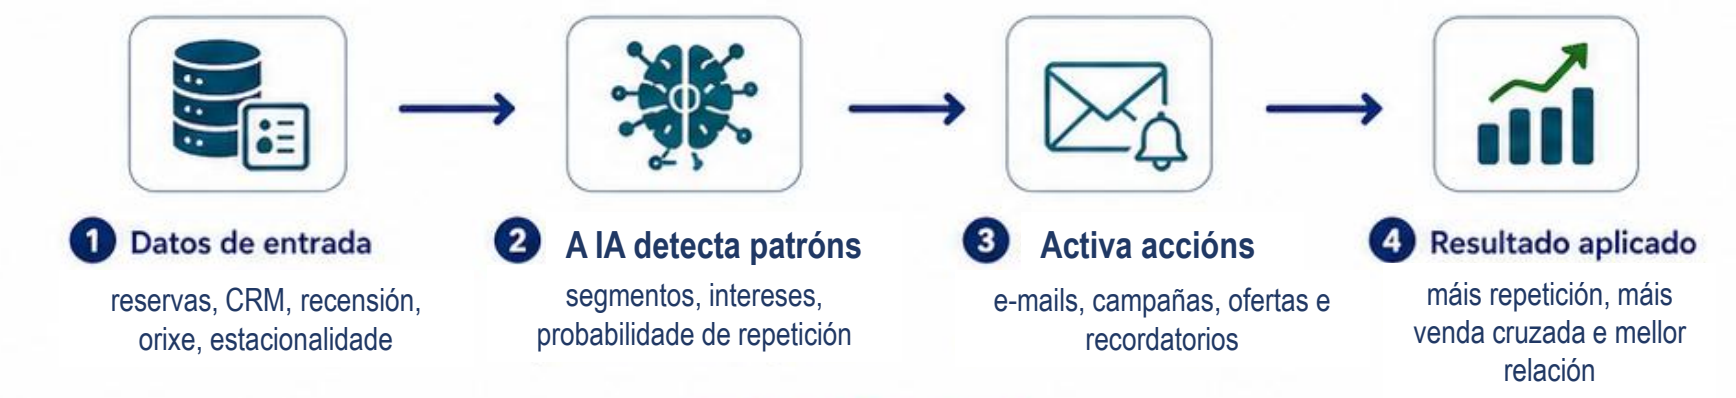 1 Datos de entrada
reservas, CRM, recensión,
orixe, estacionalidade
2 A IA detecta patróns
segmentos, intereses,
probabilidade de repetición
3 Activa accións
e-mails, campañas, ofertas e
recordatorios
4 Resultado aplicado
máis repetición, máis
venda cruzada e mellor
relación